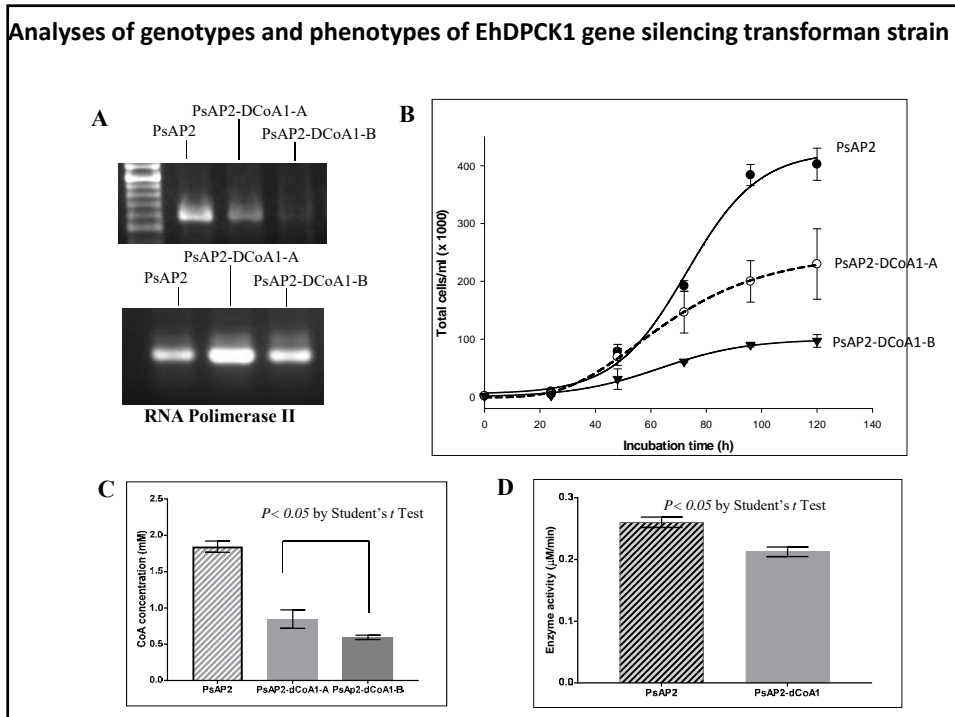 Analyses of genotypes and phenotypes of EhDPCK1 gene silencing transforman strain
A
PsAP2-DCoA1-A
PsAP2
PsAP2-DCoA1-B
PsAP2-DCoA1-A
PsAP2
PsAP2-DCoA1-B
RNA Polimerase II
B
Total cells/ml (x 1000)
400
300
200
100
0
0 20 40 60 80 100 120 140
Incubation time (h)
PsAP2
PsAP2-DCoA1-A
PsAP2-DCoA1-B
C
P< 0.05 by Student's t Test
CoA concentration (mM)
2.5
2.0
1.5
1.0
0.5
0.0
PsAP2 PsAP2-dCoA1-A PsAp2-dCoA1-B
D
P< 0.05 by Student's t Test
Enzyme activity (µM/min)
0.3
0.2
0.1
0.0
PsAP2 PsAP2-dCoA1